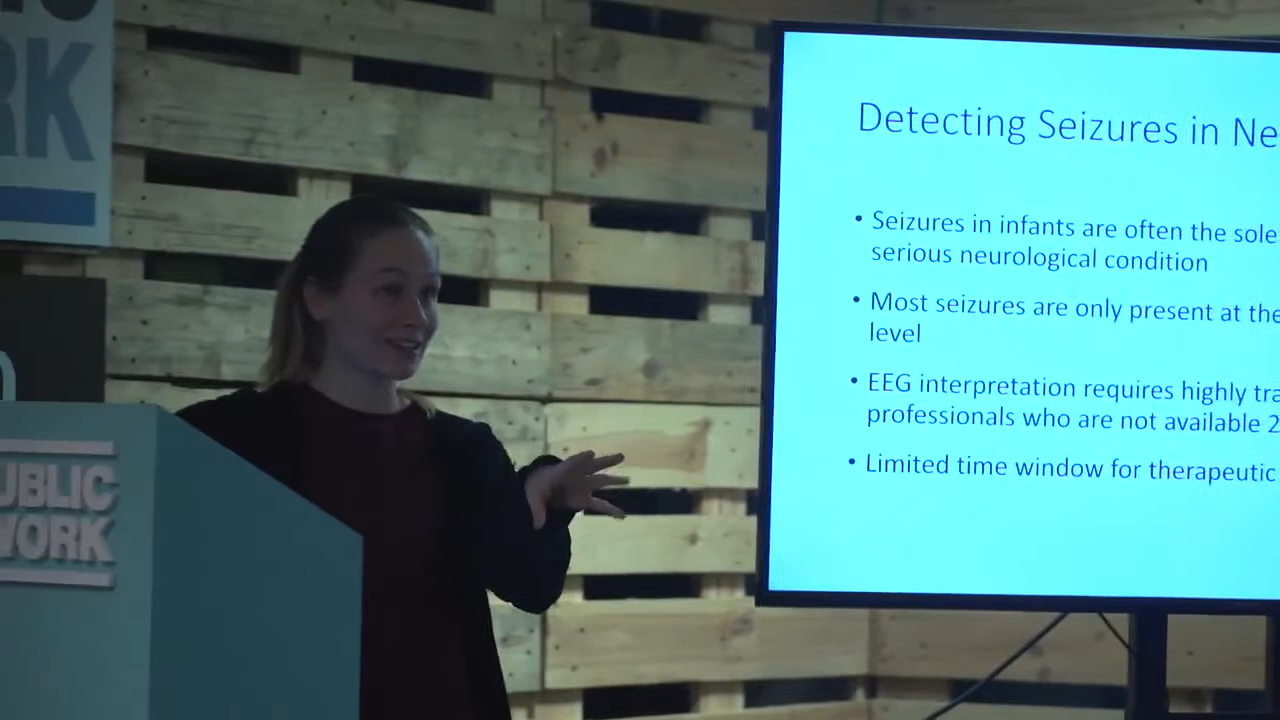 RK
UBLIC
WORK
Detecting Seizures in Ne
• Seizures in infants are often the sole
serious neurological condition
• Most seizures are only present at the
level
• EEG interpretation requires highly tra
professionals who are not available 2
• Limited time window for therapeutic